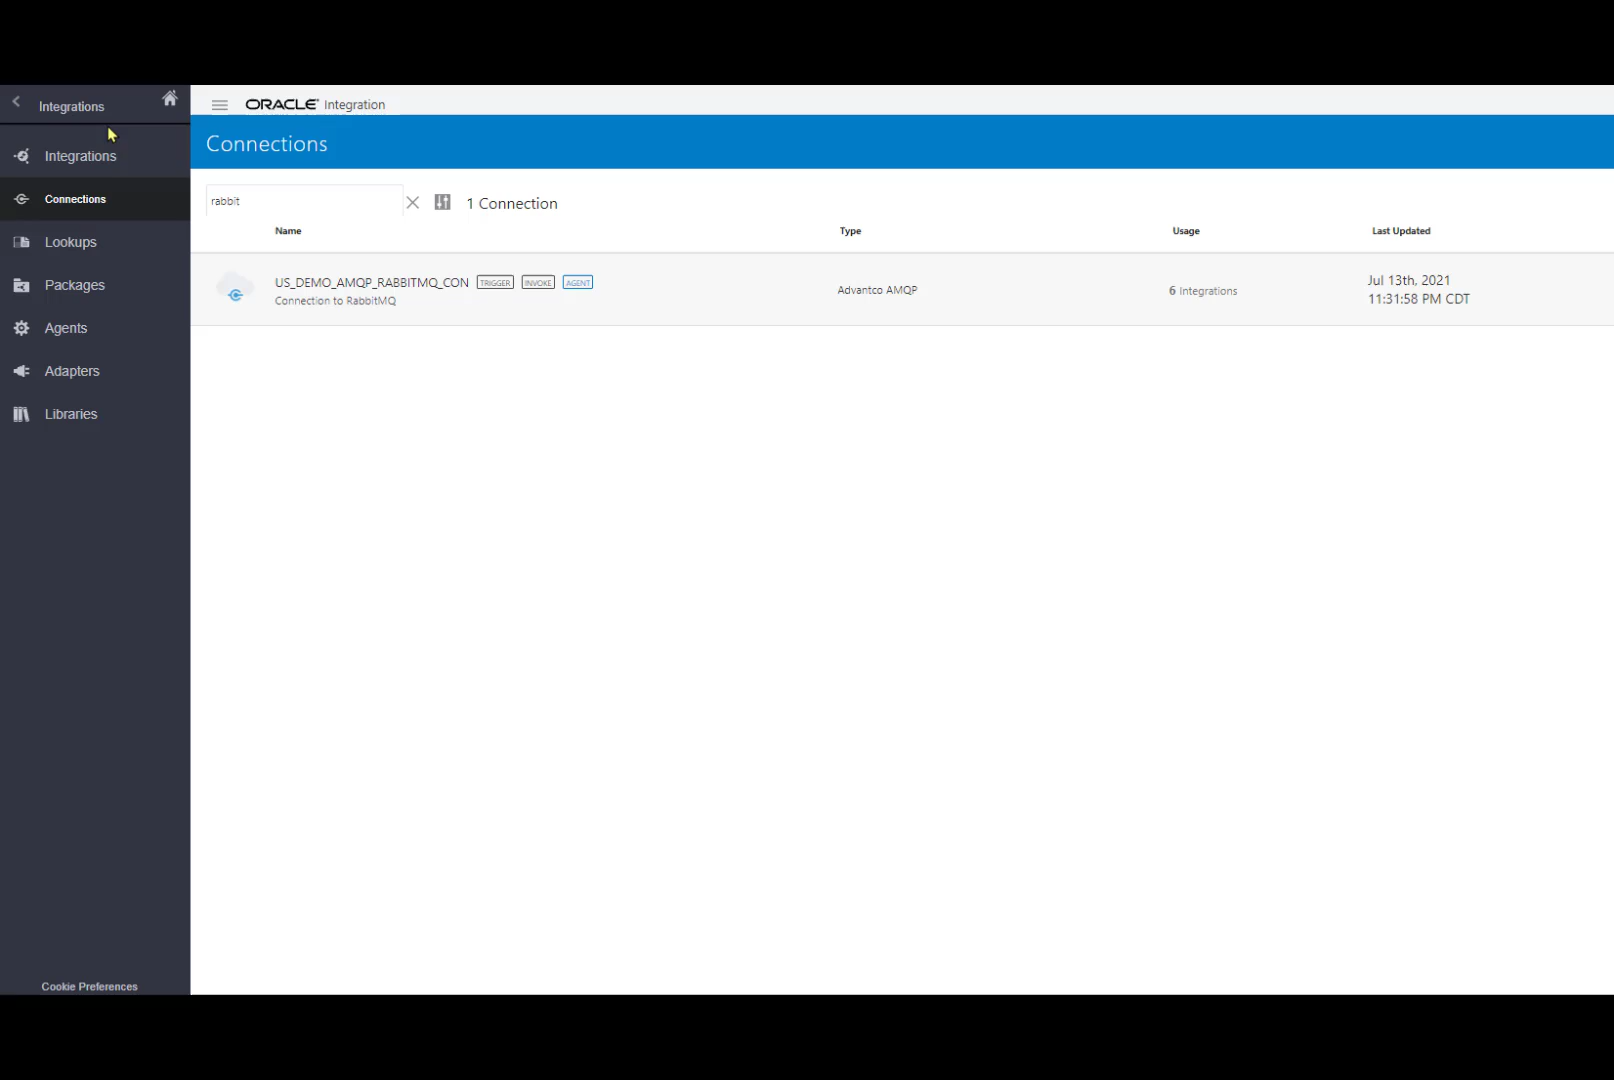 Integrations
ORACLE Integration
Connections
Integrations
Connections
Lookups
Packages
Agents
Adapters
Libraries
Cookie Preferences
rabbit
1 Connection
Name Type Usage Last Updated
US_DEMO_AMQP_RABBITMQ_CON TRIGGER INVOKE AGENT
Connection to RabbitMQ
Advantco AMQP
6 Integrations
Jul 13th, 2021
11:31:58 PM CDT